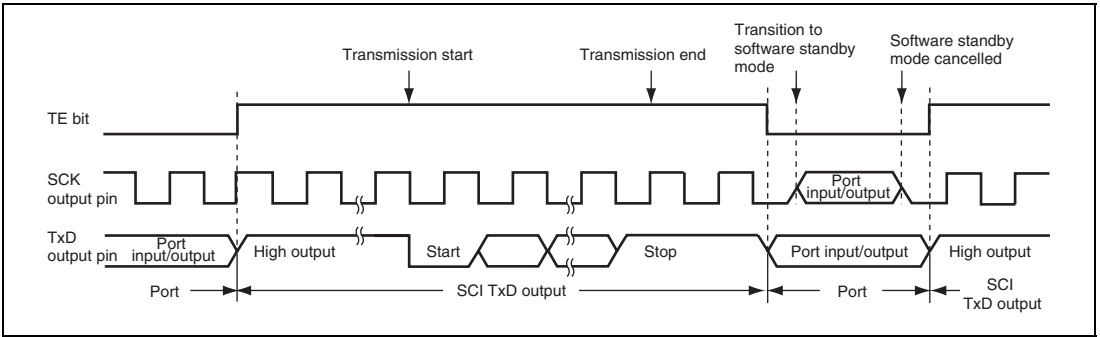 Transition to
software standby
mode
Software standby
mode cancelled
Transmission start
Transmission end
TE bit
SCK
output pin
Port
input/output
TxD
output pin
Port
input/output
High output
Start
Stop
Port input/output
High output
Port
SCI TxD output
Port
SCI
TxD output